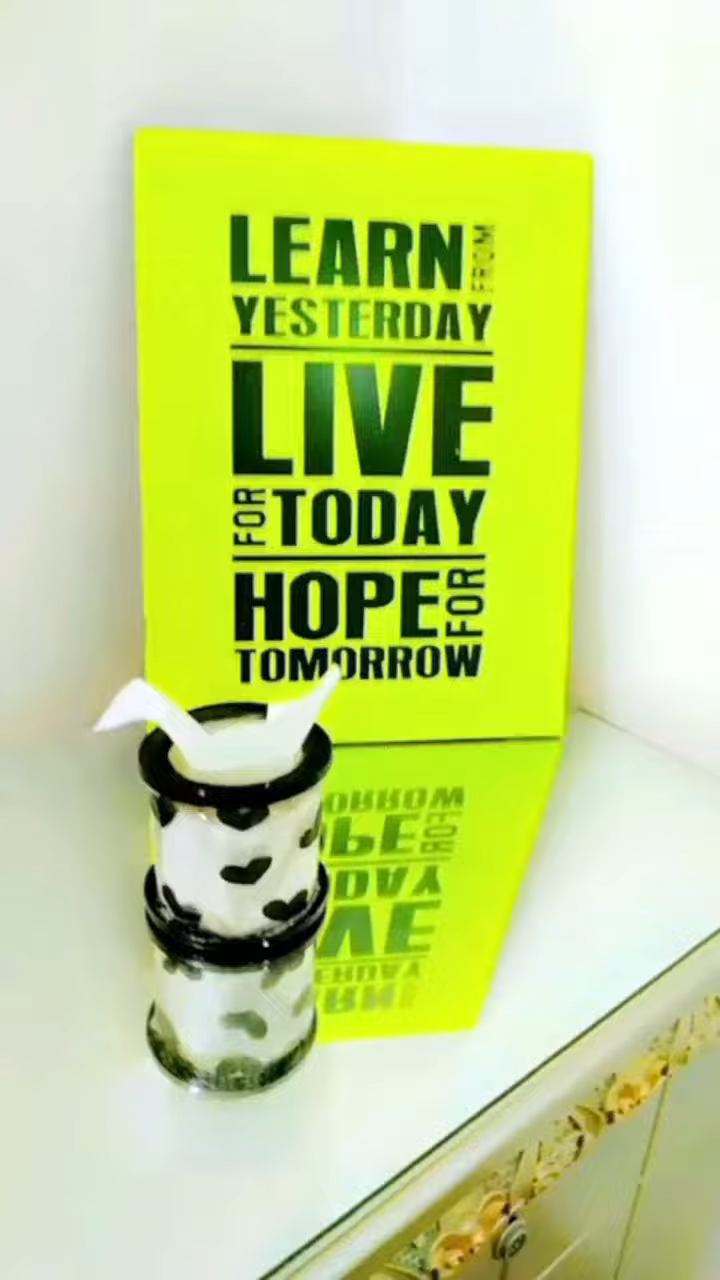 LEARN FROM
YESTERDAY
LIVE
FOR TODAY
HOPE FOR
TOMORROW